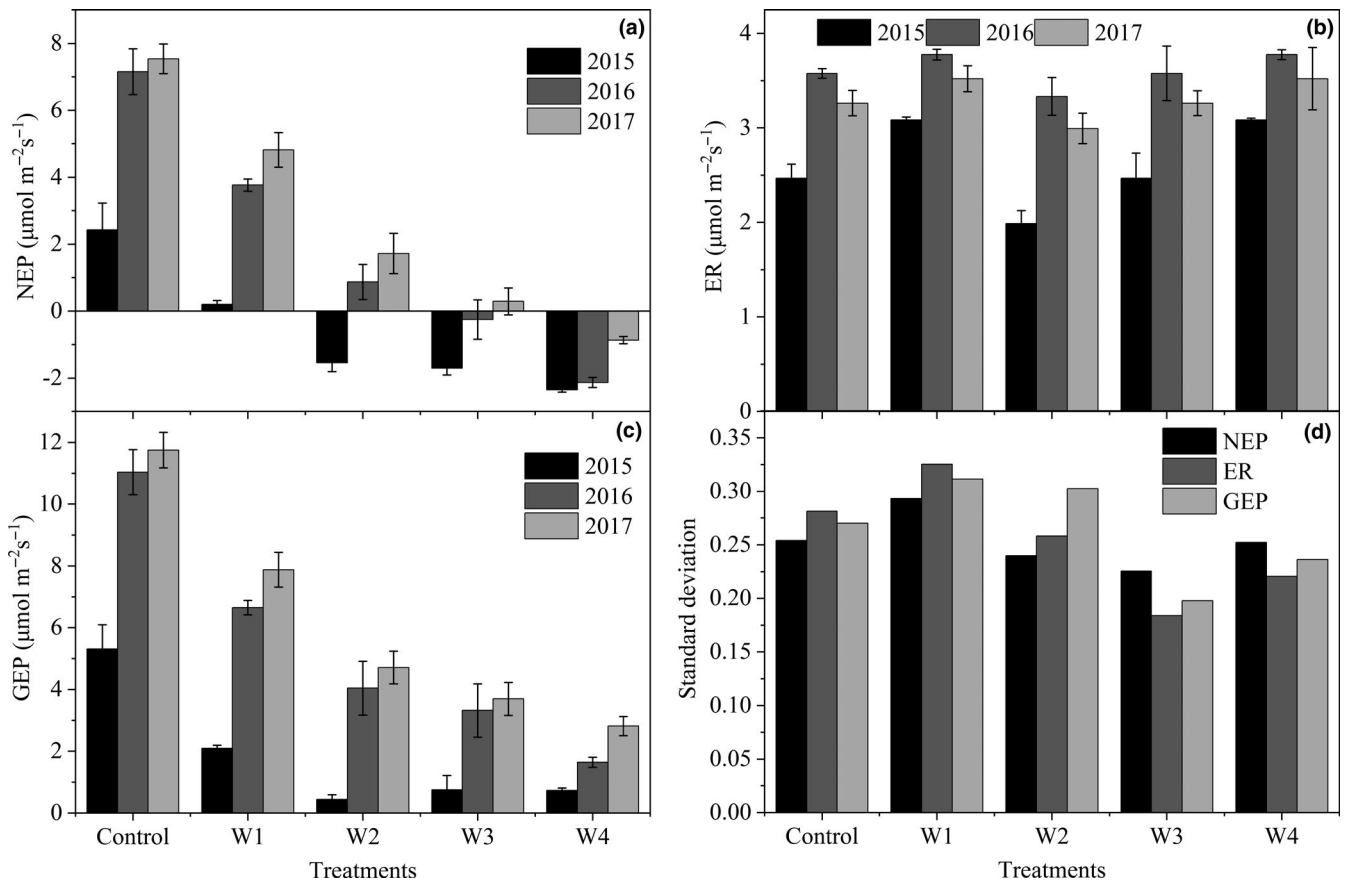 (a)
2015
2016
2017
8
6
4
2
0
-2
NEP (μmol m⁻²s⁻¹)
(b)
2015 2016 2017
4
3
2
1
0
ER (μmol m⁻²s⁻¹)
(c)
2015
2016
2017
12
10
8
6
4
2
0
GEP (μmol m⁻²s⁻¹)
Control W1 W2 W3 W4
Treatments
(d)
NEP
ER
GEP
0.35
0.30
0.25
0.20
0.15
0.10
0.05
0.00
Standard deviation
Control W1 W2 W3 W4
Treatments